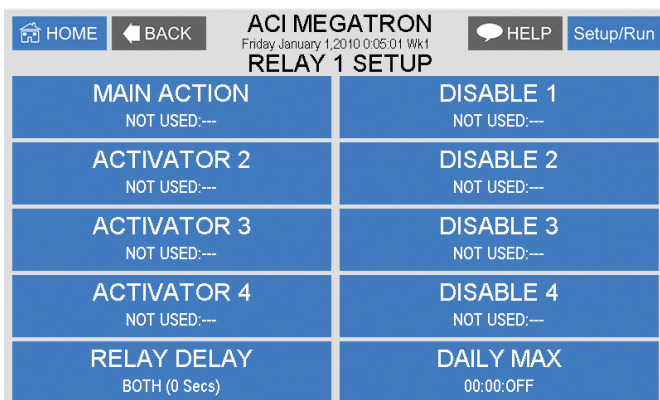 HOME BACK ACI MEGATRON HELP Setup/Run
Friday January 1,2010 0:05:01 Wk1
RELAY 1 SETUP
MAIN ACTION DISABLE 1
NOT USED:--- NOT USED:---
ACTIVATOR 2 DISABLE 2
NOT USED:--- NOT USED:---
ACTIVATOR 3 DISABLE 3
NOT USED:--- NOT USED:---
ACTIVATOR 4 DISABLE 4
NOT USED:--- NOT USED:---
RELAY DELAY DAILY MAX
BOTH (0 Secs) 00:00:OFF